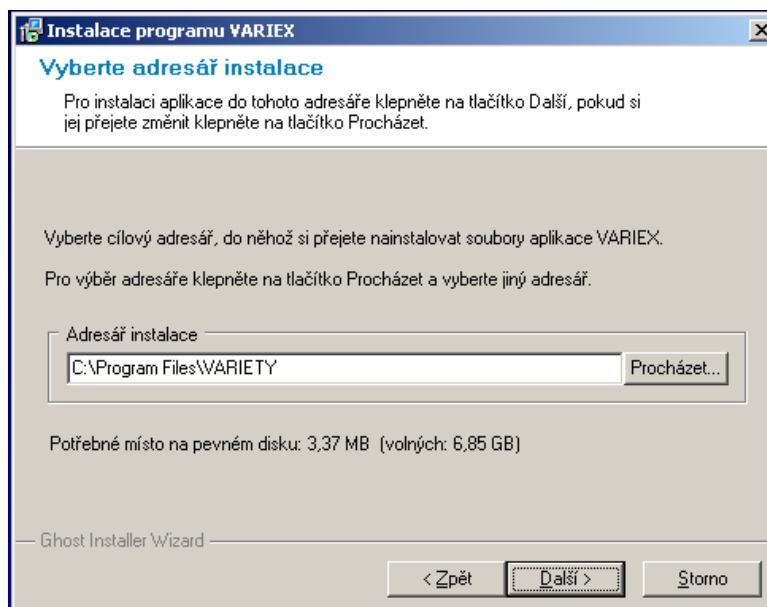 Instalace programu VARIEX
Vyberte adresář instalace
Pro instalaci aplikace do tohoto adresáře klepněte na tlačítko Další, pokud si
jej přejete změnit klepněte na tlačítko Procházet.
Vyberte cílový adresář, do něhož si přejete nainstalovat soubory aplikace VARIEX.
Pro výběr adresáře klepněte na tlačítko Procházet a vyberte jiný adresář.
Adresář instalace
C:\Program Files\VARIETY
Procházet...
Potřebné místo na pevném disku: 3,37 MB (volných: 6,85 GB)
Ghost Installer Wizard
< Zpět
Další >
Storno